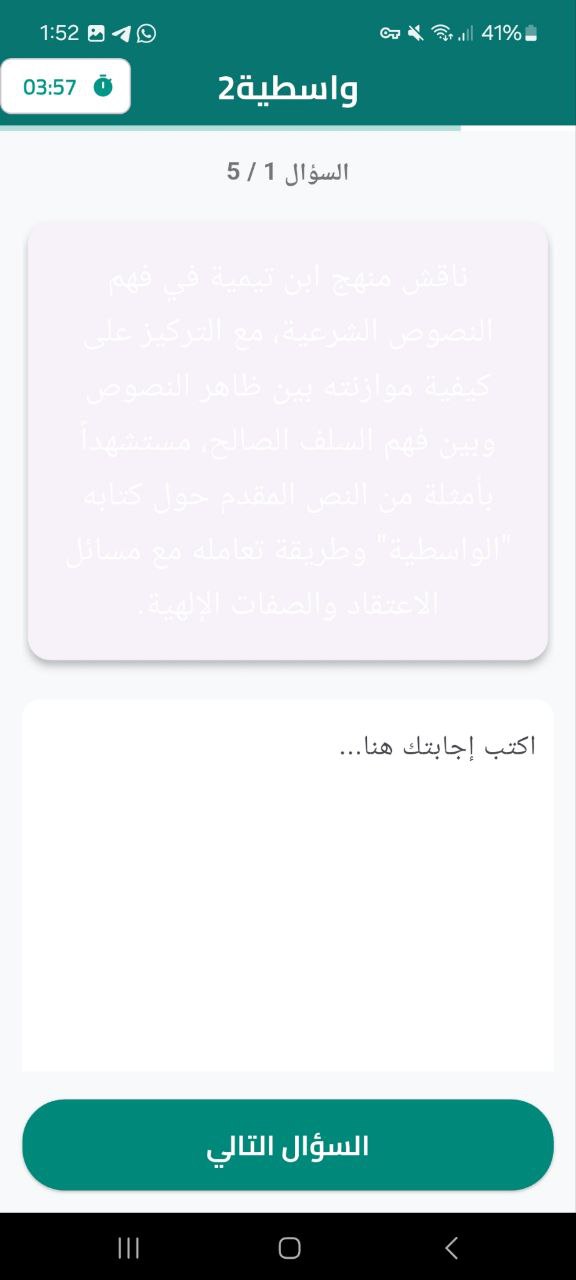 1:52
41%
03:57
واسطية2
السؤال 1 / 5
ناقش منهج ابن تيمية في فهم
النصوص الشرعية، مع التركيز على
كيفية موازنته بين ظاهر النصوص
وبين فهم السلف الصالح، مستشهداً
بأمثلة من النص المقدم حول كتابه
"الواسطية" وطريقة تعامله مع مسائل
الاعتقاد والصفات الإلهية.
اكتب إجابتك هنا...
السؤال التالي